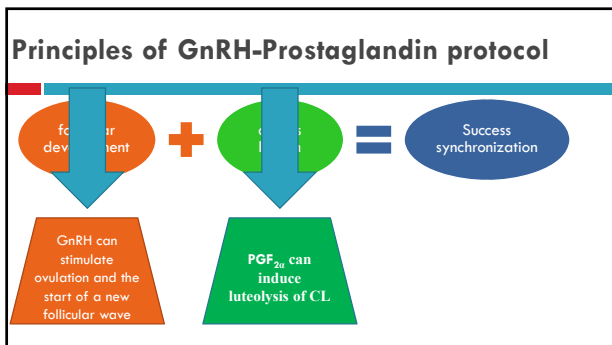 Principles of GnRH-Prostaglandin protocol
Success
synchronization
GnRH can
stimulate
ovulation and the
start of a new
follicular wave
PGF2α can
induce
luteolysis of CL